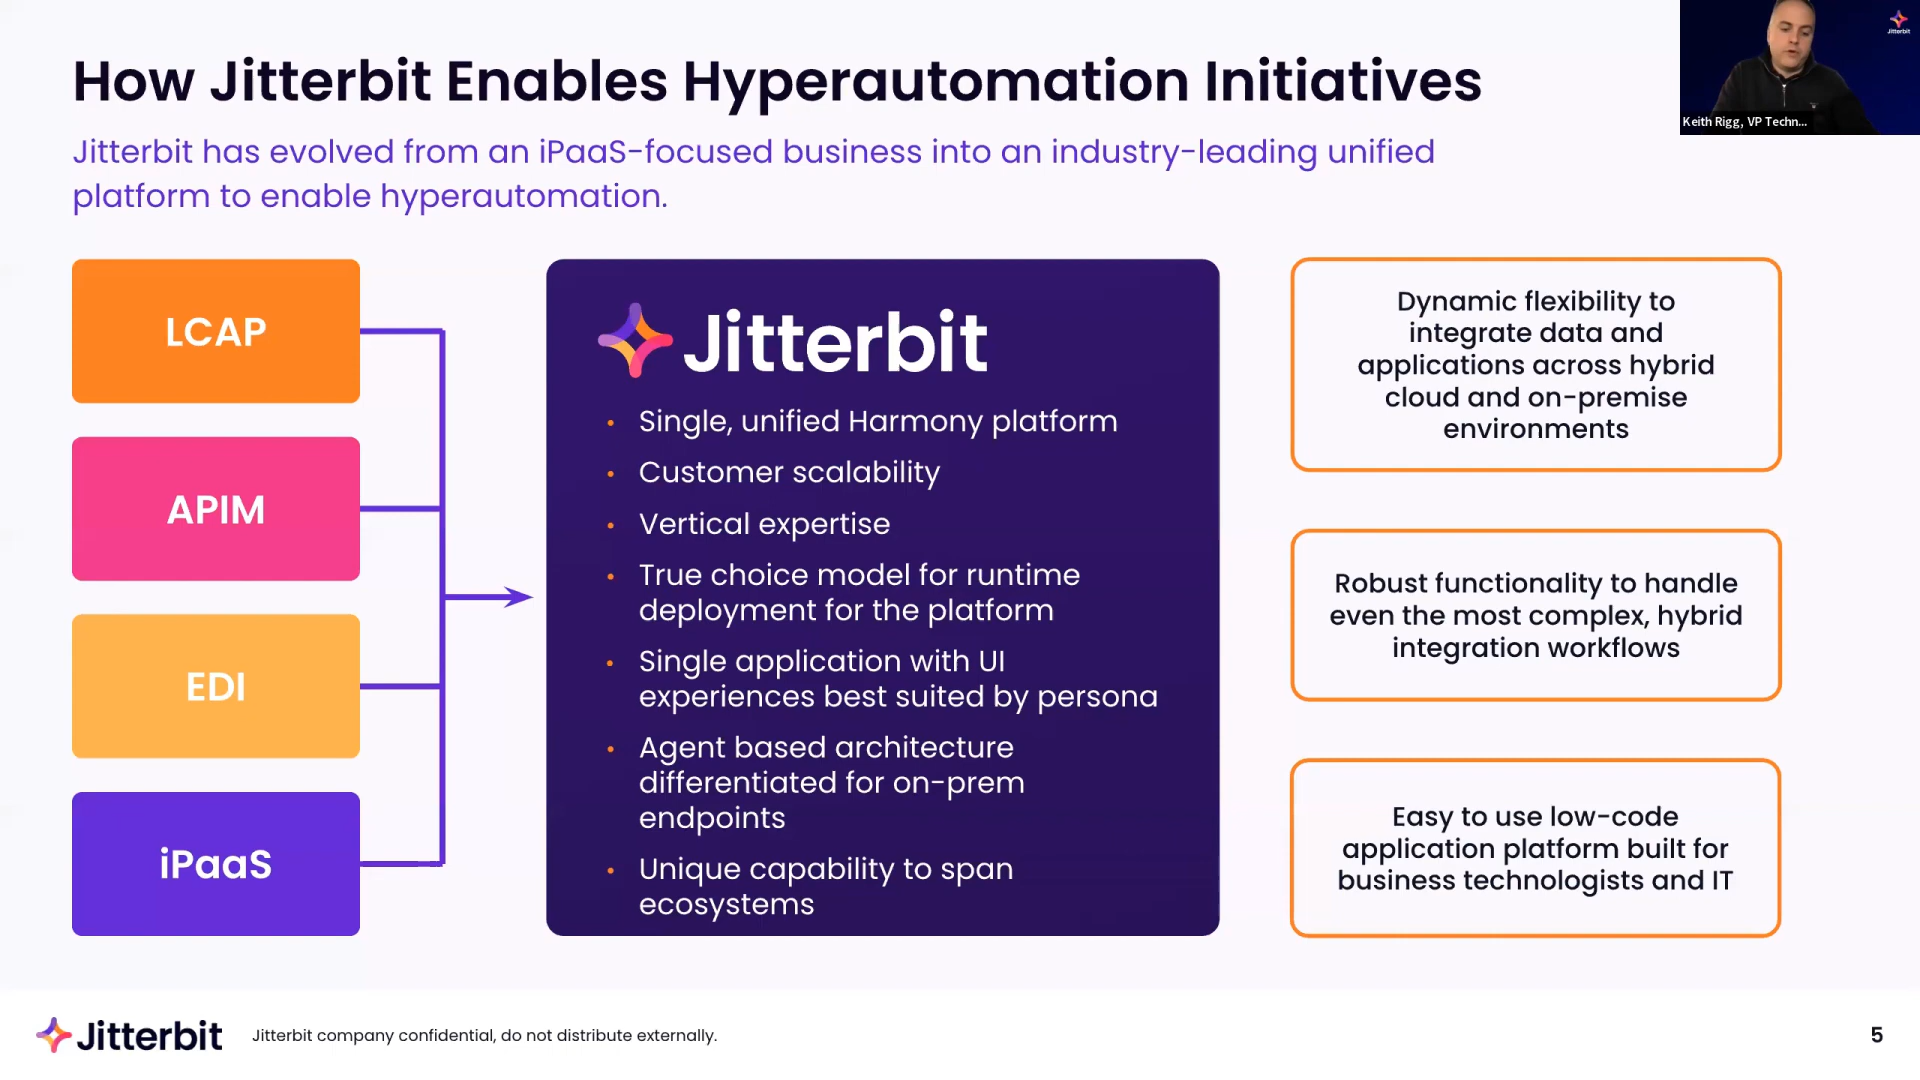 How Jitterbit Enables Hyperautomation Initiatives
Jitterbit has evolved from an iPaaS-focused business into an industry-leading unified
platform to enable hyperautomation.
LCAP
APIM
EDI
iPaaS
Jitterbit
• Single, unified Harmony platform
• Customer scalability
• Vertical expertise
• True choice model for runtime
deployment for the platform
• Single application with UI
experiences best suited by persona
• Agent based architecture
differentiated for on-prem
endpoints
• Unique capability to span
ecosystems
Dynamic flexibility to
integrate data and
applications across hybrid
cloud and on-premise
environments
Robust functionality to handle
even the most complex, hybrid
integration workflows
Easy to use low-code
application platform built for
business technologists and IT
Jitterbit
Keith Rigg, VP Techn...
Jitterbit
Jitterbit company confidential, do not distribute externally.
5